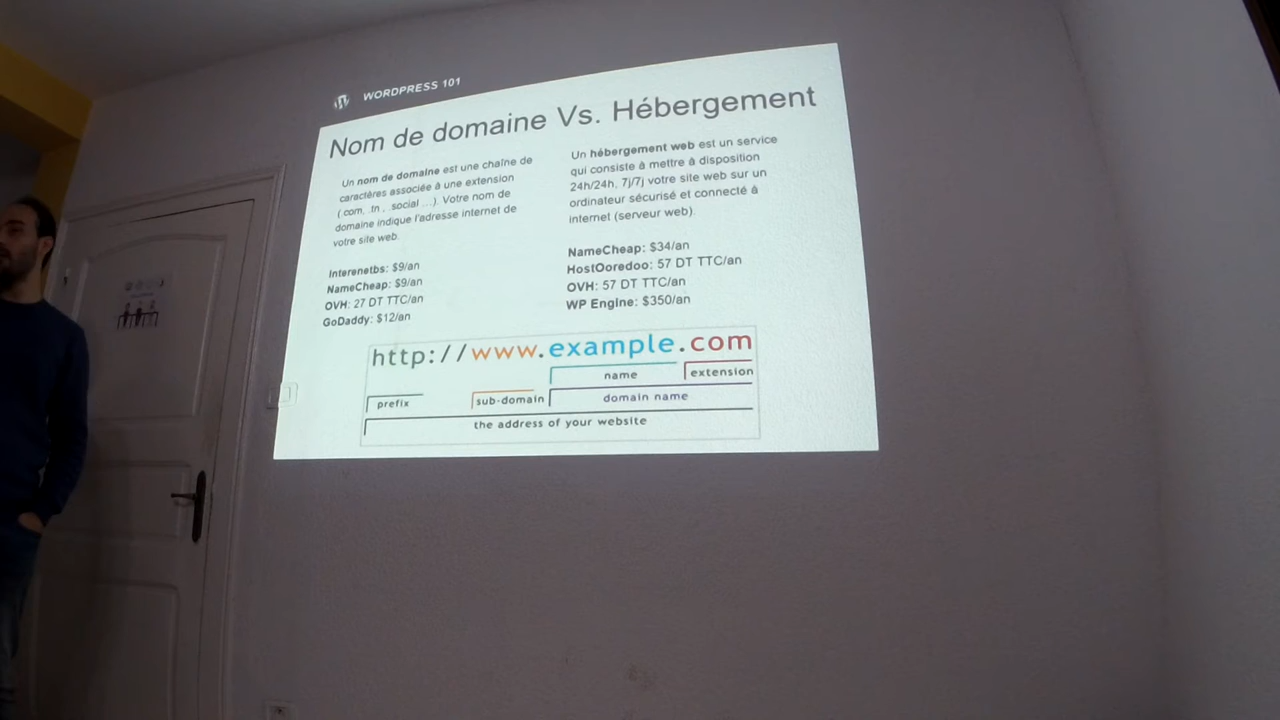 WORDPRESS 101
Nom de domaine Vs. Hébergement
Un nom de domaine est une chaîne de
caractères associée à une extension
(.com, .tn , .social ...). Votre nom de
domaine indique l'adresse internet de
votre site web.
Interenetbs: $9/an
NameCheap: $9/an
OVH: 27 DT TTC/an
GoDaddy: $12/an
Un hébergement web est un service
qui consiste à mettre à disposition
24h/24h, 7j/7j votre site web sur un
ordinateur sécurisé et connecté à
internet (serveur web).
NameCheap: $34/an
HostOoredoo: 57 DT TTC/an
OVH: 57 DT TTC/an
WP Engine: $350/an
http://www.example.com
name extension
prefix sub-domain domain name
the address of your website